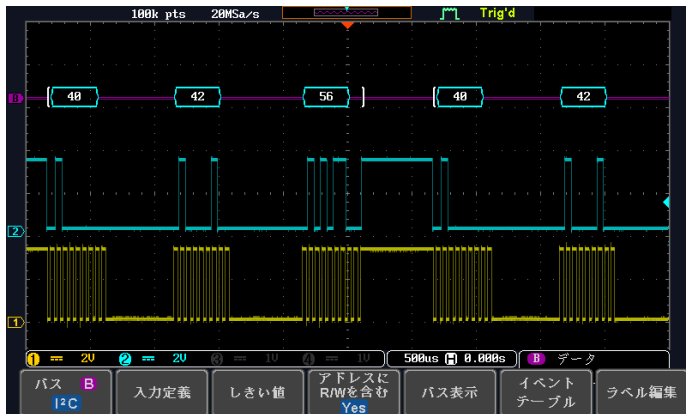 100k pts 20MSa/s Trig'd
B [ 40 42 56 ] [ 40 42
2
1
1 2V 2 2V 3 1V 4 1V 500us H 0.000s B データ
バス B
I²C
入力定義
しきい値
アドレスに
R/Wを含む
Yes
バス表示
イベント
テーブル
ラベル編集